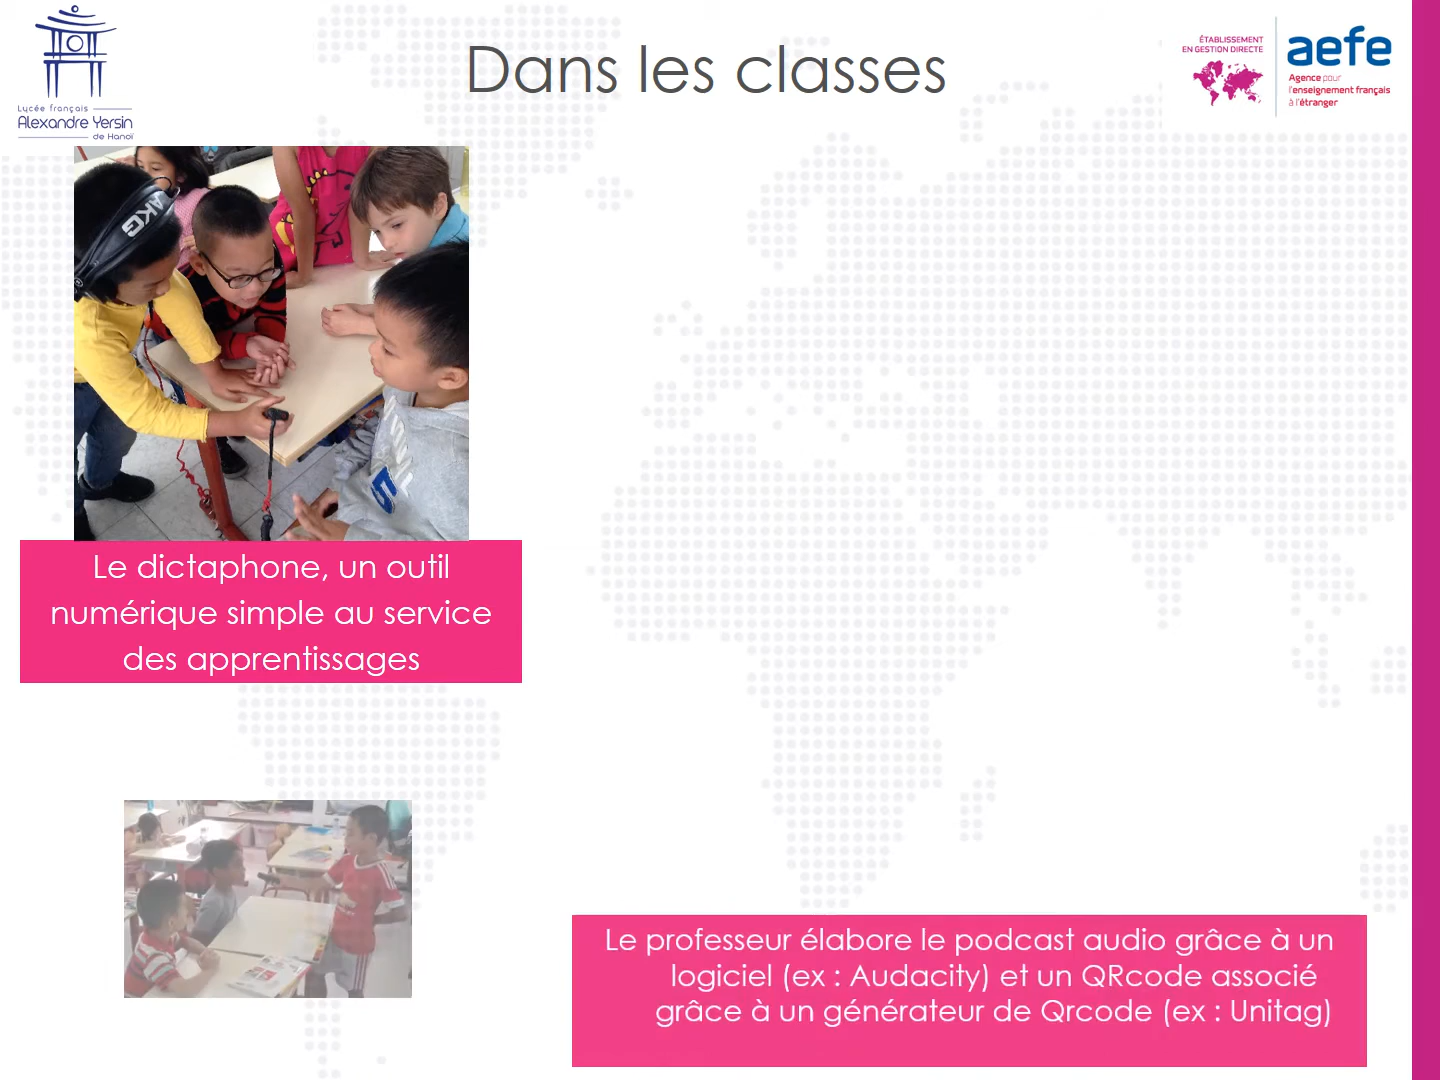 Lycée français
Alexandre Yersin
de Hanoï
Dans les classes
ÉTABLISSEMENT
EN GESTION DIRECTE
aefe
Agence pour
l'enseignement français
à l'étranger
AKG
Le dictaphone, un outil
numérique simple au service
des apprentissages
Le professeur élabore le podcast audio grâce à un
logiciel (ex : Audacity) et un QRcode associé
grâce à un générateur de Qrcode (ex : Unitag)